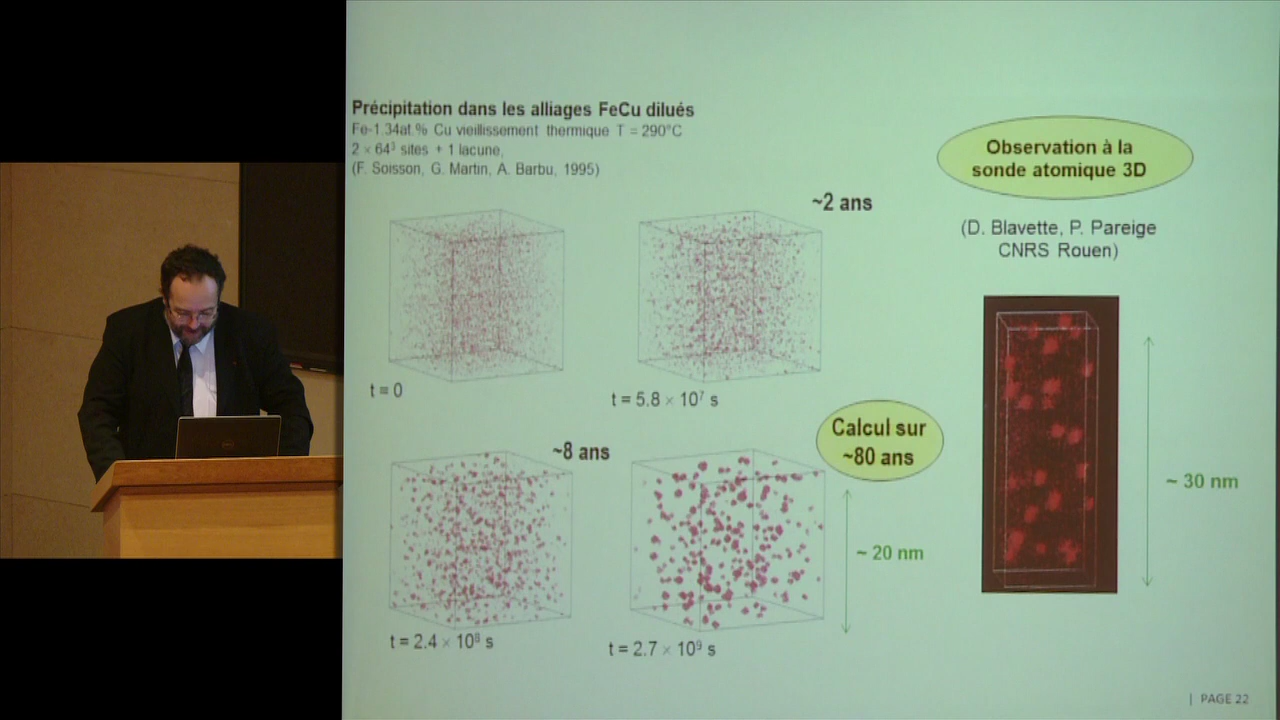 Précipitation dans les alliages FeCu dilués
Fe-1.34at.% Cu vieillissement thermique T = 290°C
2 × 64³ sites + 1 lacune,
(F. Soisson, G. Martin, A. Barbu, 1995)
~2 ans
t = 0
t = 5.8 × 10⁷ s
~8 ans
Calcul sur
~80 ans
~ 20 nm
t = 2.4 × 10⁸ s
t = 2.7 × 10⁹ s
Observation à la
sonde atomique 3D
(D. Blavette, P. Pareige
CNRS Rouen)
~ 30 nm
| PAGE 22